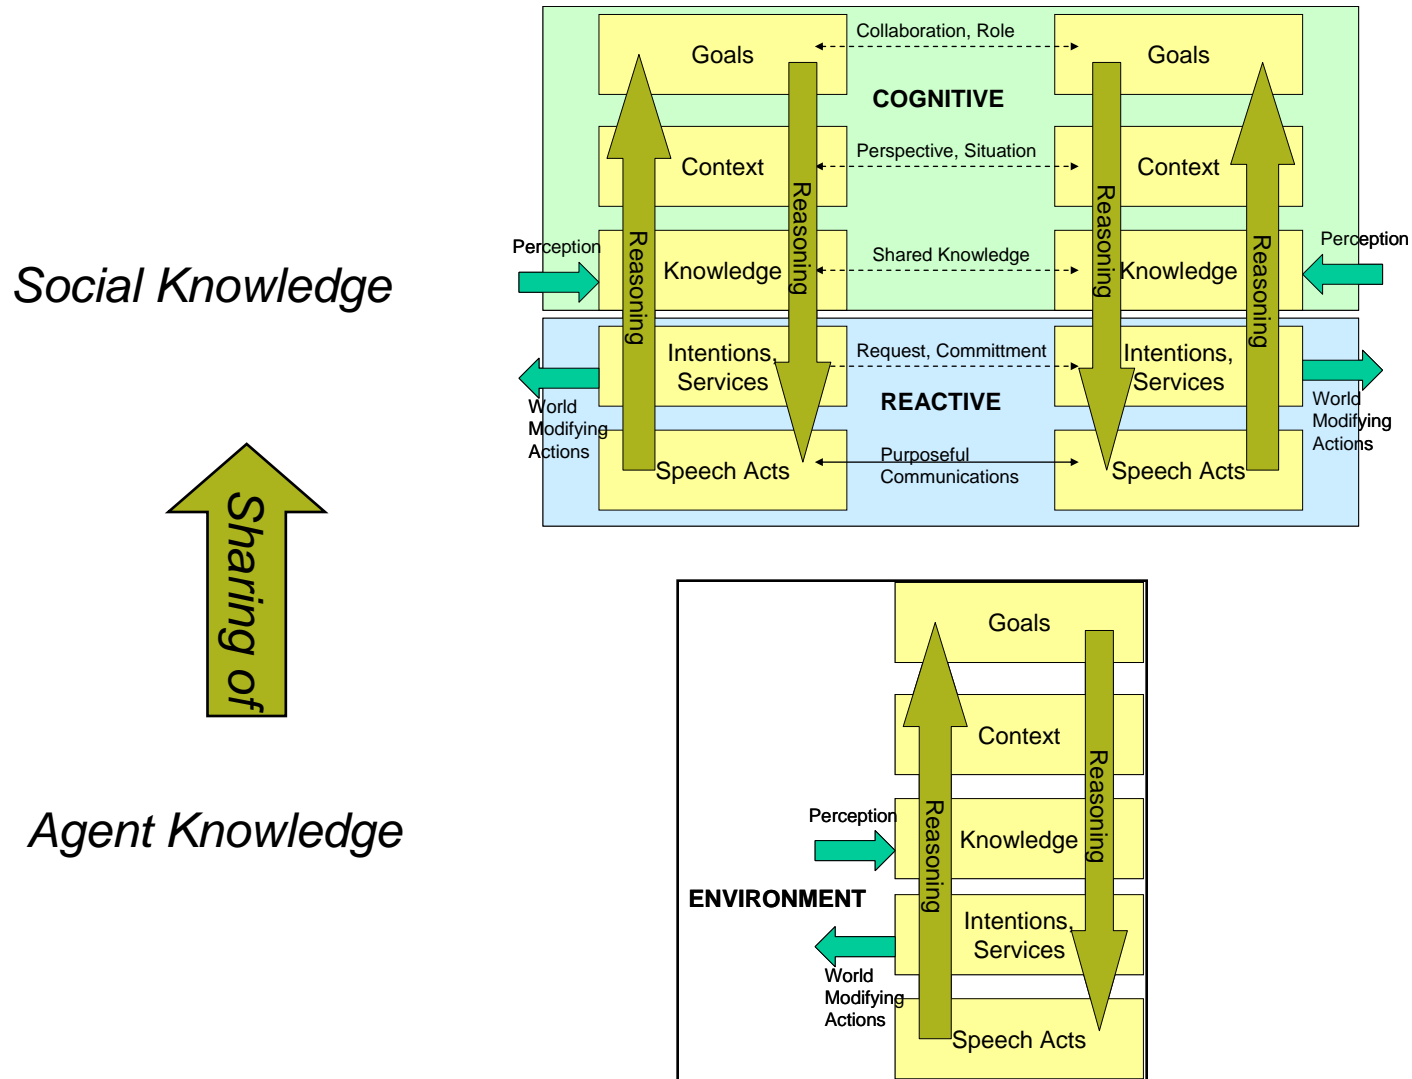 Collaboration, Role
Goals
Goals
COGNITIVE
Perspective, Situation
Context
Context
Reasoning
Reasoning
Reasoning
Reasoning
Perception
Perception
Shared Knowledge
Knowledge
Knowledge
Social Knowledge
Intentions,
Services
Request, Committment
Intentions,
Services
REACTIVE
World
Modifying
Actions
World
Modifying
Actions
Speech Acts
Purposeful
Communications
Speech Acts
Sharing of
Goals
Context
Reasoning
Reasoning
Agent Knowledge
Perception
Knowledge
ENVIRONMENT
Intentions,
Services
World
Modifying
Actions
Speech Acts